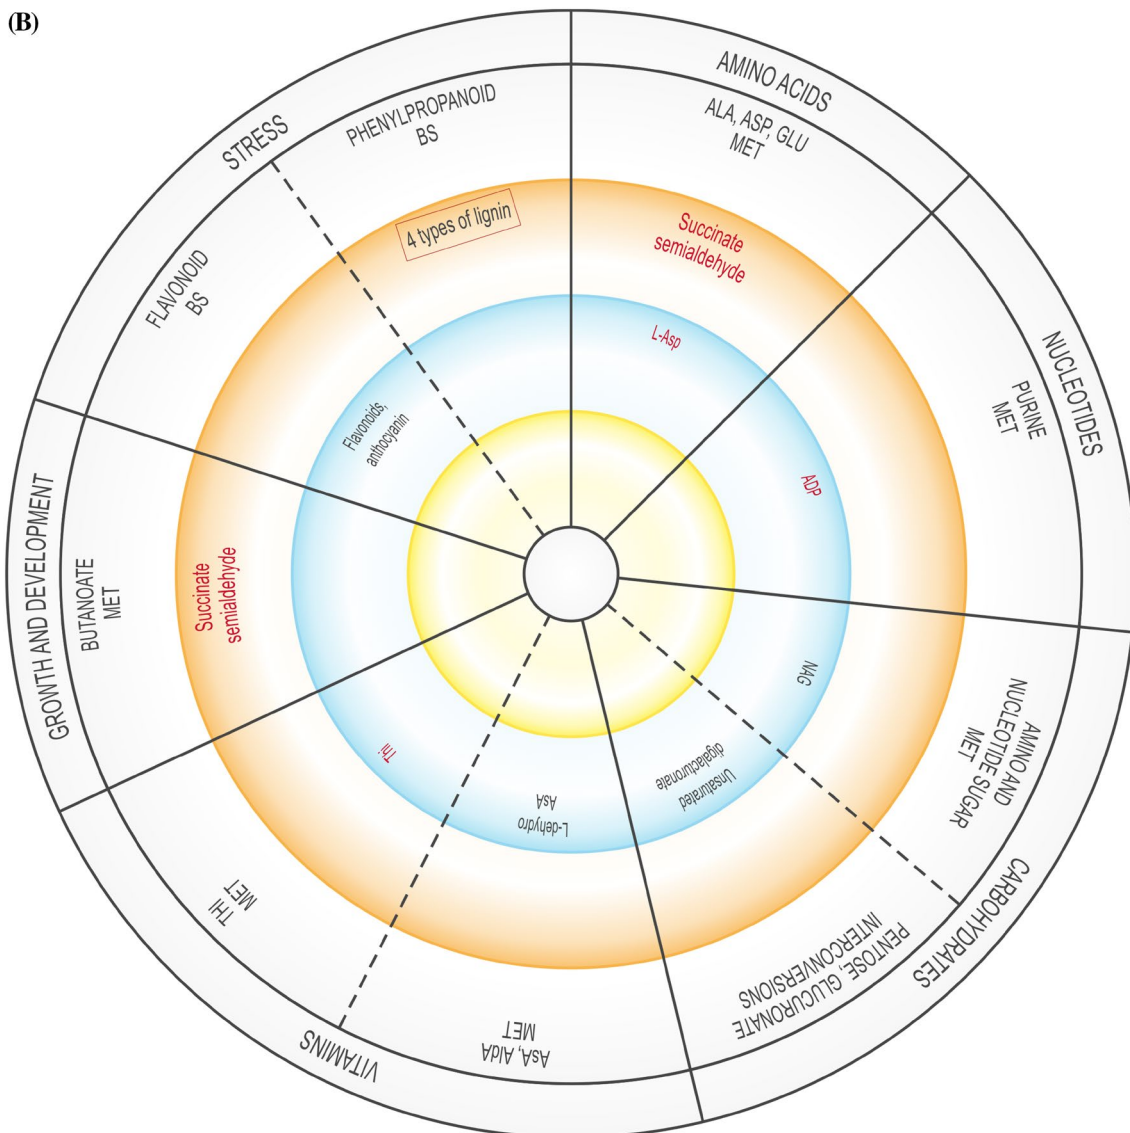 (B)
AMINO ACIDS
ALA, ASP, GLU
MET
Succinate
semialdehyde
L-Asp
NUCLEOTIDES
PURINE
MET
ADP
CARBOHYDRATES
AMINO AND
NUCLEOTIDE SUGAR
MET
NAG
PENTOSE, GLUCURONATE
INTERCONVERSIONS
Unsaturated
digalacturonate
VITAMINS
AsA, AldA
MET
L-dehydro
AsA
THI
MET
Thi
GROWTH AND DEVELOPMENT
BUTANOATE
MET
Succinate
semialdehyde
STRESS
FLAVONOID
BS
Flavonoids,
anthocyanin
PHENYLPROPANOID
BS
4 types of lignin